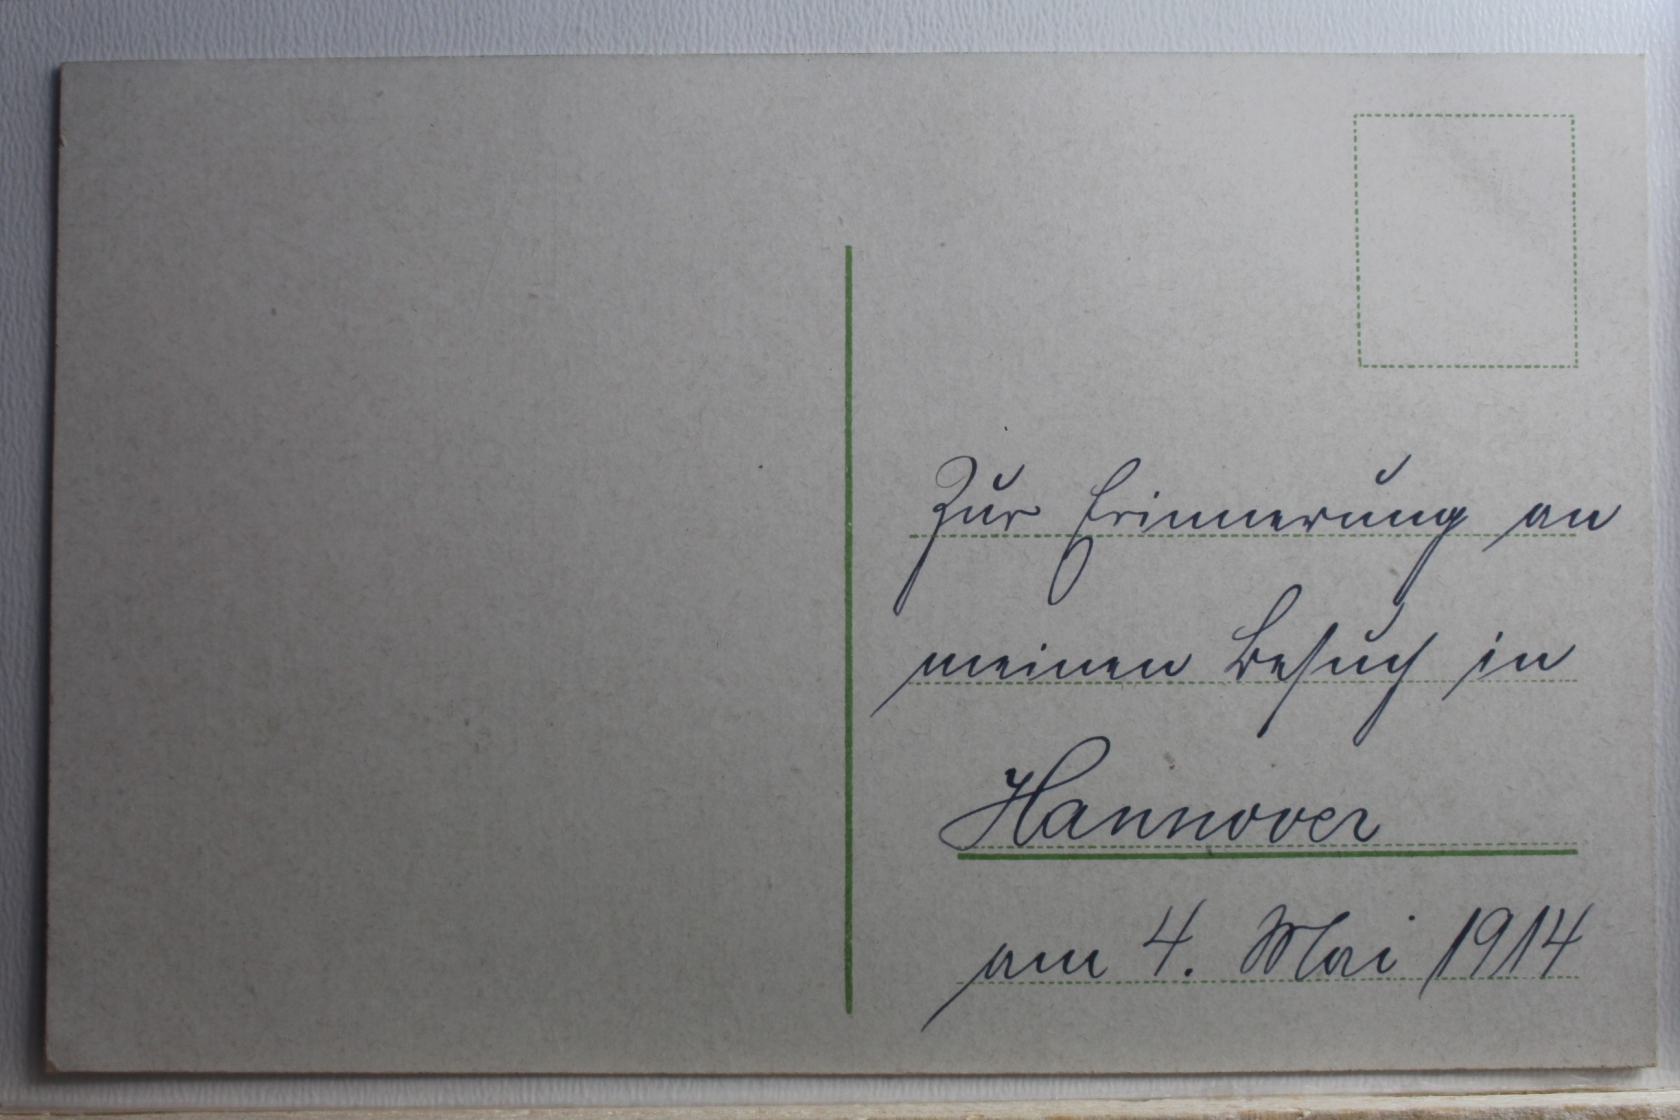 Zur Erinnerung an
meinen Besuch in
Hannover
am 4. Mai 1914